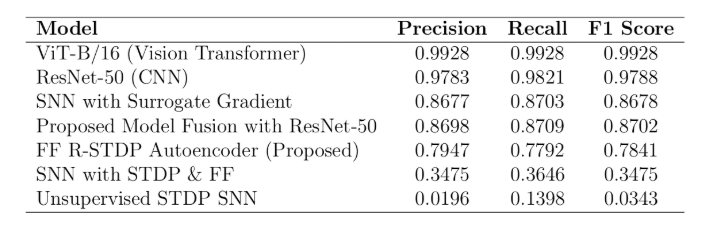 Model Precision Recall F1 Score
ViT-B/16 (Vision Transformer) 0.9928 0.9928 0.9928
ResNet-50 (CNN) 0.9783 0.9821 0.9788
SNN with Surrogate Gradient 0.8677 0.8703 0.8678
Proposed Model Fusion with ResNet-50 0.8698 0.8709 0.8702
FF R-STDP Autoencoder (Proposed) 0.7947 0.7792 0.7841
SNN with STDP & FF 0.3475 0.3646 0.3475
Unsupervised STDP SNN 0.0196 0.1398 0.0343